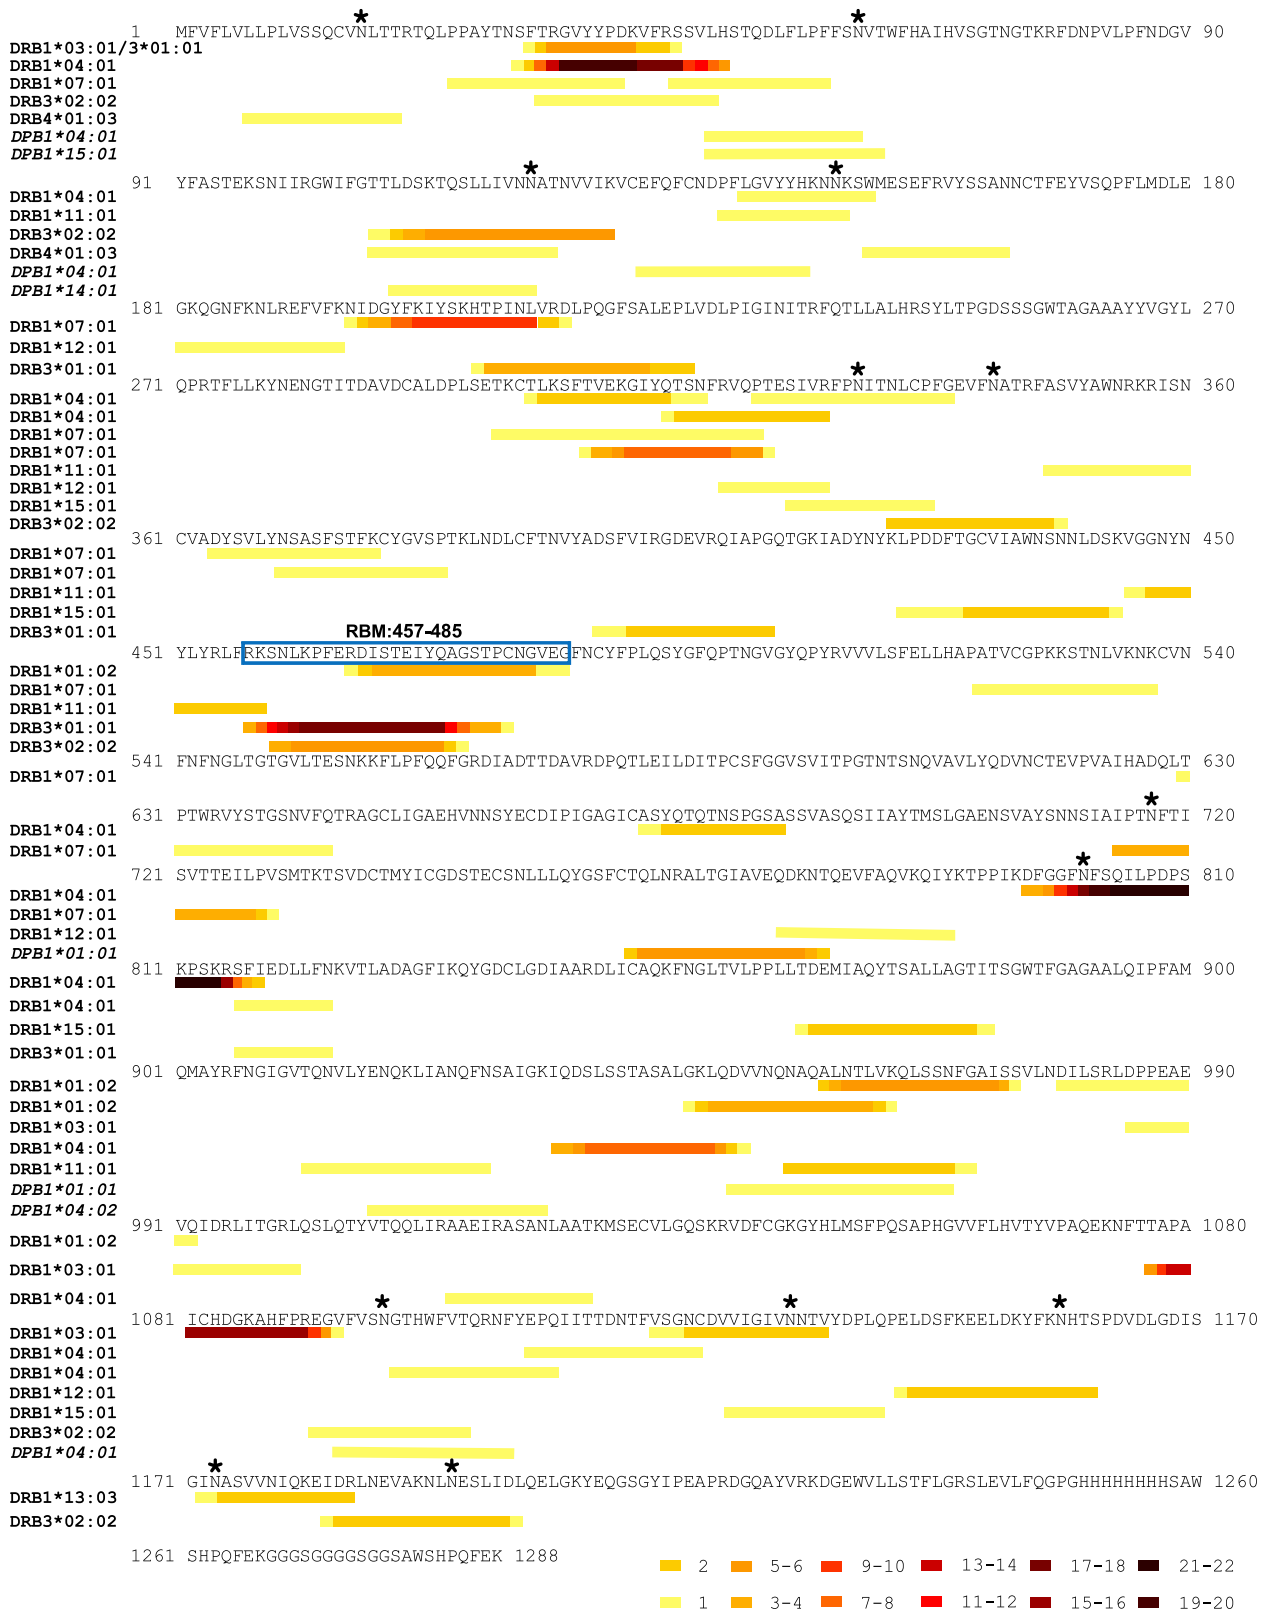 1 MFVFLVLLPLVSSQCVNLTTRTQLPPAYTNSFTRGVYYPDKVFRSSVLHSTQDLFLPFFSNVTWFHAIHVSGTNGTKRFDNPVLPFNDGV 90
DRB1*03:01/3*01:01
DRB1*04:01
DRB1*07:01
DRB3*02:02
DRB4*01:03
DPB1*04:01
DPB1*15:01
91 YFASTEKSNIIRGWIFGTTLDSKTQSLLIVNNATNVVIKVCEFQFCNDPFLGVYYHKNNKSWMESEFRVYSSANNCTFEYVSQPFLMDLE 180
DRB1*04:01
DRB1*11:01
DRB3*02:02
DRB4*01:03
DPB1*04:01
DPB1*14:01
181 GKQGNFKNLREFVFKNIDGYFKIYSKHTPINLVRDLPQGFSALEPLVDLPIGINITRFQTLLALHRSYLTPGDSSSGWTAGAAAYYVGYL 270
DRB1*07:01
DRB1*12:01
DRB3*01:01
271 QPRTFLLKYNENGTITDAVDCALDPLSETKCTLKSFTVEKGIYQTSNFRVQPTESIVRFPNITNLCPFGEVFNATRFASVYAWNRKRISN 360
DRB1*04:01
DRB1*04:01
DRB1*07:01
DRB1*07:01
DRB1*11:01
DRB1*12:01
DRB1*15:01
DRB3*02:02
361 CVADYSVLYNSASFSTFKCYGVSPTKLNDLCFTNVYADSFVIRGDEVRQIAPGQTGKIADYNYKLPDDFTGCVIAWNSNNLDSKVGGNYN 450
DRB1*07:01
DRB1*07:01
DRB1*11:01
DRB1*15:01
DRB3*01:01
RBM:457-485
451 YLYRLFRKSNLKPFERDISTEIYQAGSTPCNGVEGFNCYFPLQSYGFQPTNGVGYQPYRVVVLSFELLHAPATVCGPKKSTNLVKNKCVN 540
DRB1*01:02
DRB1*07:01
DRB1*11:01
DRB3*01:01
DRB3*02:02
541 FNFNGLTGTGVLTESNKKFLPFQQFGRDIADTTDAVRDPQTLEILDITPCSFGGVSVITPGTNTSNQVAVLYQDVNCTEVPVAIHADQLT 630
DRB1*07:01
631 PTWRVYSTGSNVFQTRAGCLIGAEHVNNSYECDIPIGAGICASYQTQTNSPGSASSVASQSIIAYTMSLGAENSVAYSNNSIAIPTNFTI 720
DRB1*04:01
DRB1*07:01
721 SVTTEILPVSMTKTSVDCTMYICGDSTECSNLLLQYGSFCTQLNRALTGIAVEQDKNTQEVFAQVKQIYKTPPIKDFGGFNFSQILPDPS 810
DRB1*04:01
DRB1*07:01
DRB1*12:01
DPB1*01:01
811 KPSKRSFIEDLLFNKVTLADAGFIKQYGDCLGDIAARDLICAQKFNGLTVLPPLLTDEMIAQYTSALLAGTITSGWTFGAGAALQIPFAM 900
DRB1*04:01
DRB1*04:01
DRB1*15:01
DRB3*01:01
901 QMAYRFNGIGVTQNVLYENQKLIANQFNSAIGKIQDSLSSTASALGKLQDVVNQNAQALNTLVKQLSSNFGAISSVLNDILSRLDPPEAE 990
DRB1*01:02
DRB1*01:02
DRB1*03:01
DRB1*04:01
DRB1*11:01
DPB1*01:01
DPB1*04:02
991 VQIDRLITGRLQSLQTYVTQQLIRAAEIRASANLAATKMSECVLGQSKRVDFCGKGYHLMSFPQSAPHGVVFLHVTYVPAQEKNFTTAPA 1080
DRB1*01:02
DRB1*03:01
DRB1*04:01
1081 ICHDGKAHFPREGVFVSNGTHWFVTQRNFYEPQIITTDNTFVSGNCDVVIGIVNNTVYDPLQPELDSFKEELDKYFKNHTSPDVDLGDIS 1170
DRB1*03:01
DRB1*04:01
DRB1*04:01
DRB1*12:01
DRB1*15:01
DRB3*02:02
DPB1*04:01
1171 GINASVVNIQKEIDRLNEVAKNLNESLIDLQELGKYEQGSGYIPEAPRDGQAYVRKDGEWVLLSTFLGRSLEVLFQGPGHHHHHHHHSAW 1260
DRB1*13:03
DRB3*02:02
1261 SHPQFEKGGGSGGGGSGGSAWSHPQFEK 1288
2 5-6 9-10 13-14 17-18 21-22
1 3-4 7-8 11-12 15-16 19-20